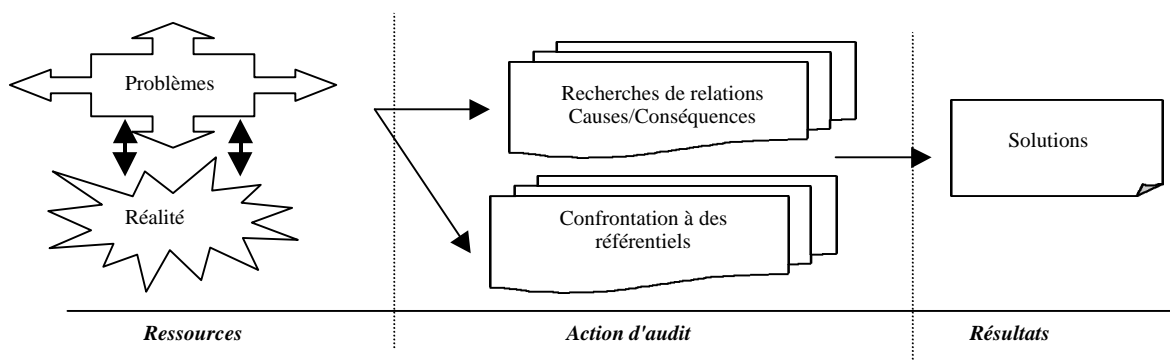 Problèmes
Réalité
Recherches de relations
Causes/Conséquences
Confrontation à des
référentiels
Solutions
Ressources
Action d'audit
Résultats